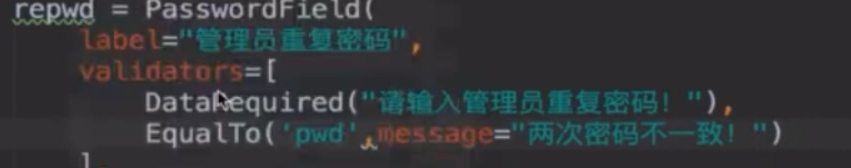 repwd = PasswordField(
label="管理员重复密码",
validators=[
DataRequired("请输入管理员重复密码！"),
EqualTo('pwd',message="两次密码不一致！")
],